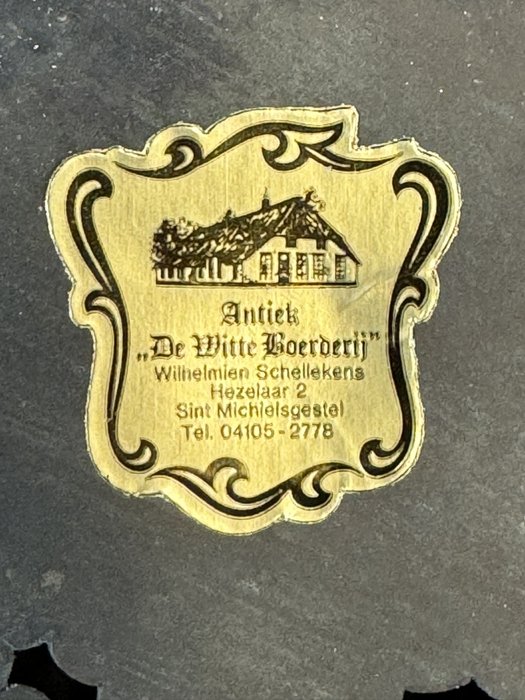 Antiek
„De Witte Boerderij”
Wilhelmien Schellekens
Hezelaar 2
Sint Michielsgestel
Tel. 04105-2778